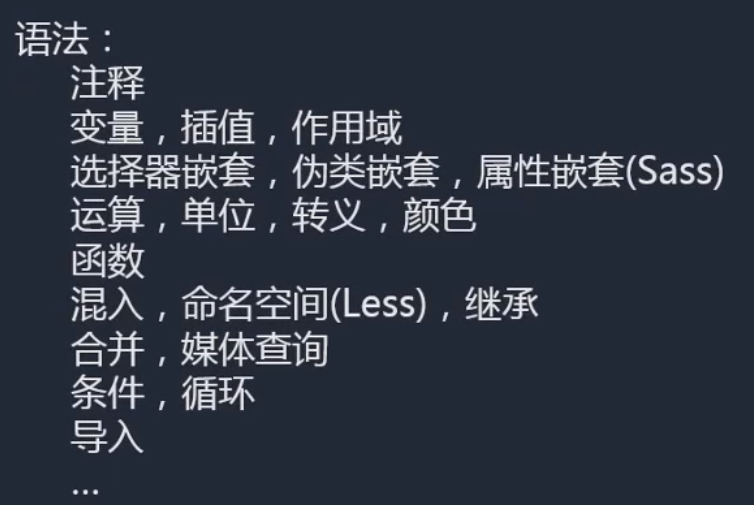 语法：
注释
变量，插值，作用域
选择器嵌套，伪类嵌套，属性嵌套(Sass)
运算，单位，转义，颜色
函数
混入，命名空间(Less)，继承
合并，媒体查询
条件，循环
导入
...